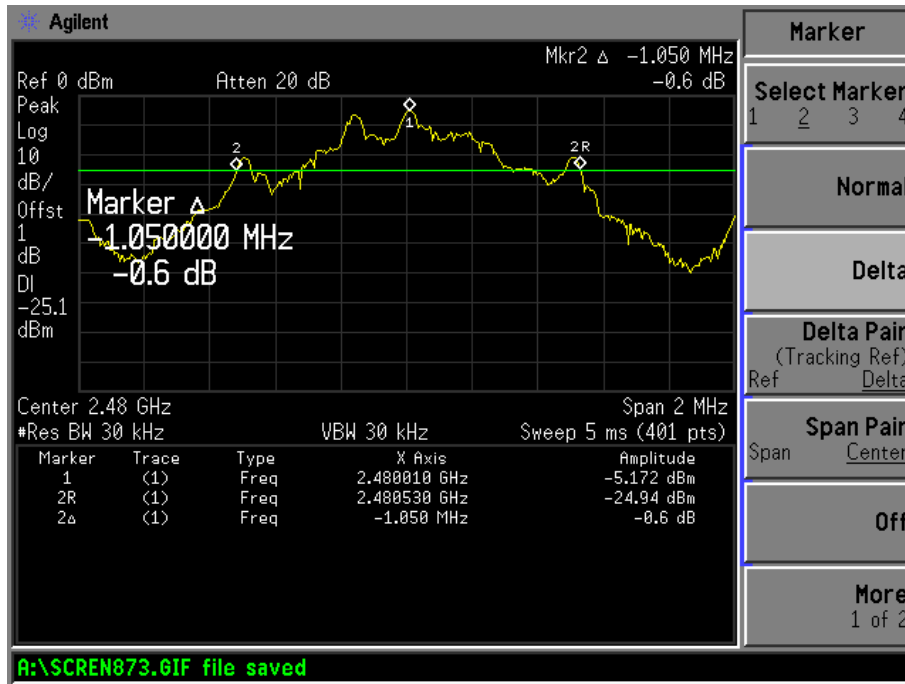 Agilent
Mkr2 Δ -1.050 MHz
Ref 0 dBm Atten 20 dB -0.6 dB
Peak
Log
10
dB/
Offst
1
dB
DI
-25.1
dBm
2
1
2R
Marker Δ
-1.050000 MHz
-0.6 dB
Center 2.48 GHz Span 2 MHz
#Res BW 30 kHz VBW 30 kHz Sweep 5 ms (401 pts)
Marker Trace Type X Axis Amplitude
1 (1) Freq 2.480010 GHz -5.172 dBm
2R (1) Freq 2.480530 GHz -24.94 dBm
2Δ (1) Freq -1.050 MHz -0.6 dB
A:\SCREN873.GIF file saved
Marker
Select Marker
1 2 3 4
Normal
Delta
Delta Pair
(Tracking Ref)
Ref Delta
Span Pair
Span Center
Off
More
1 of 2